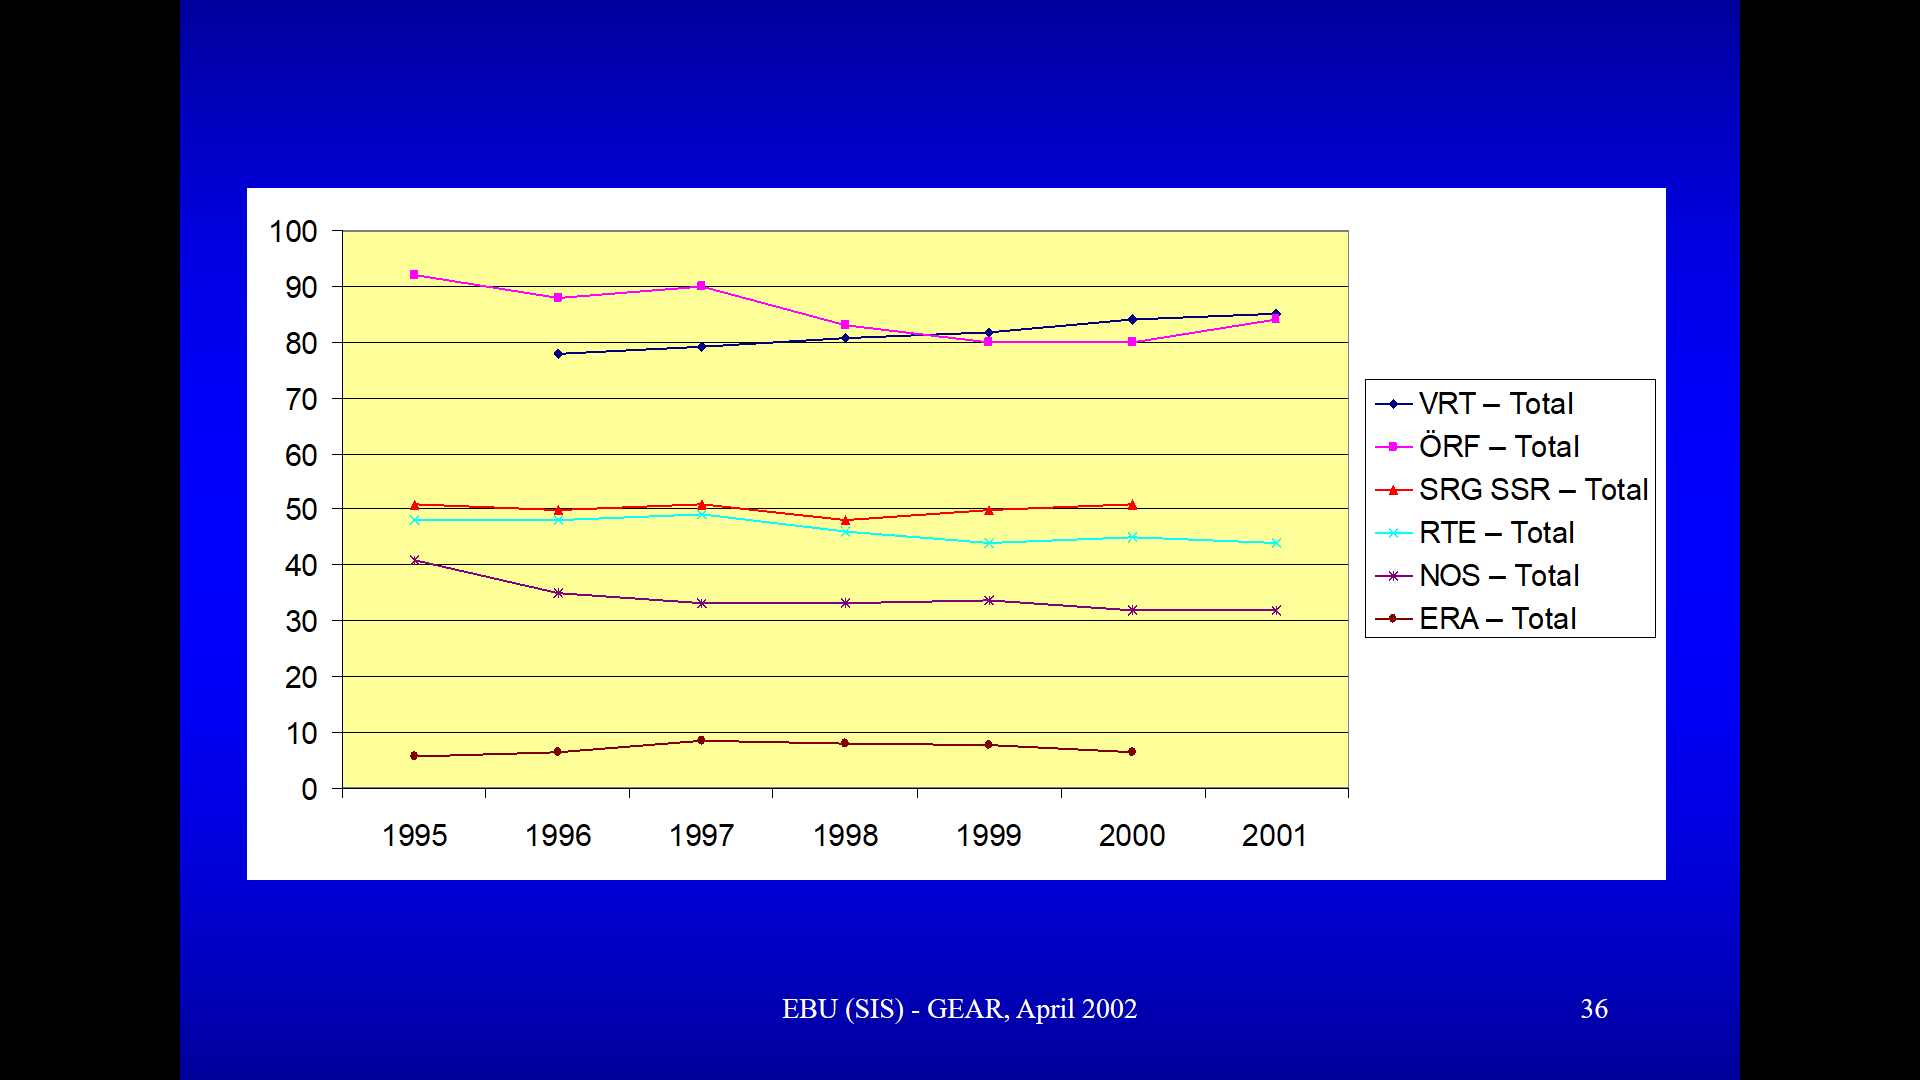 100
90
80
70
60
50
40
30
20
10
0
1995 1996 1997 1998 1999 2000 2001
VRT – Total
ÖRF – Total
SRG SSR – Total
RTE – Total
NOS – Total
ERA – Total
EBU (SIS) - GEAR, April 2002 36